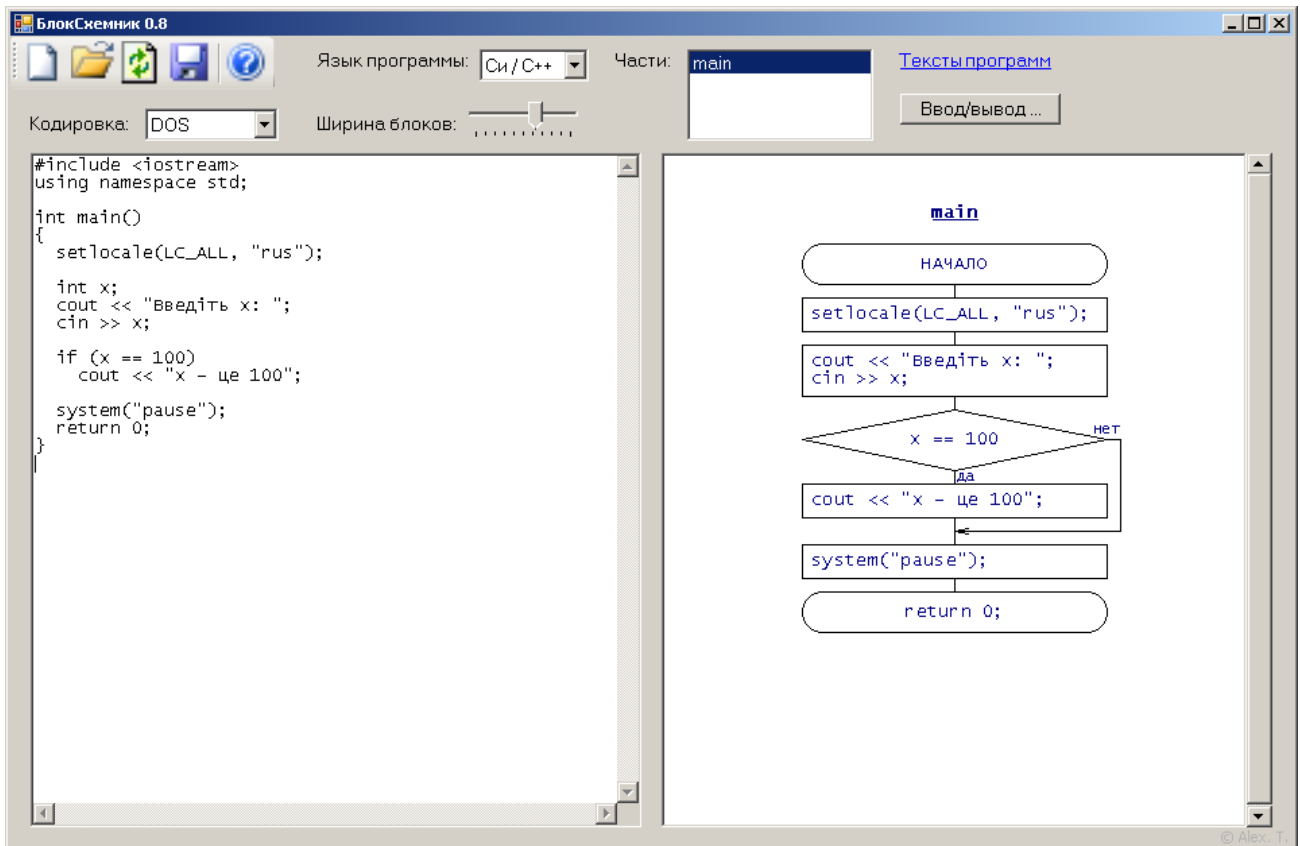 БлокСхемник 0.8
Язык программы: Си / C++ Части: main Тексты программ
Кодировка: DOS Ширина блоков: Ввод/вывод ...
#include <iostream>
using namespace std;
int main()
{
setlocale(LC_ALL, "rus");
int x;
cout << "Введіть x: ";
cin >> x;
if (x == 100)
cout << "x – це 100";
system("pause");
return 0;
}
main
НАЧАЛО
setlocale(LC_ALL, "rus");
cout << "Введіть x: ";
cin >> x;
x == 100
нет
да
cout << "x – це 100";
system("pause");
return 0;
© Alex. T.